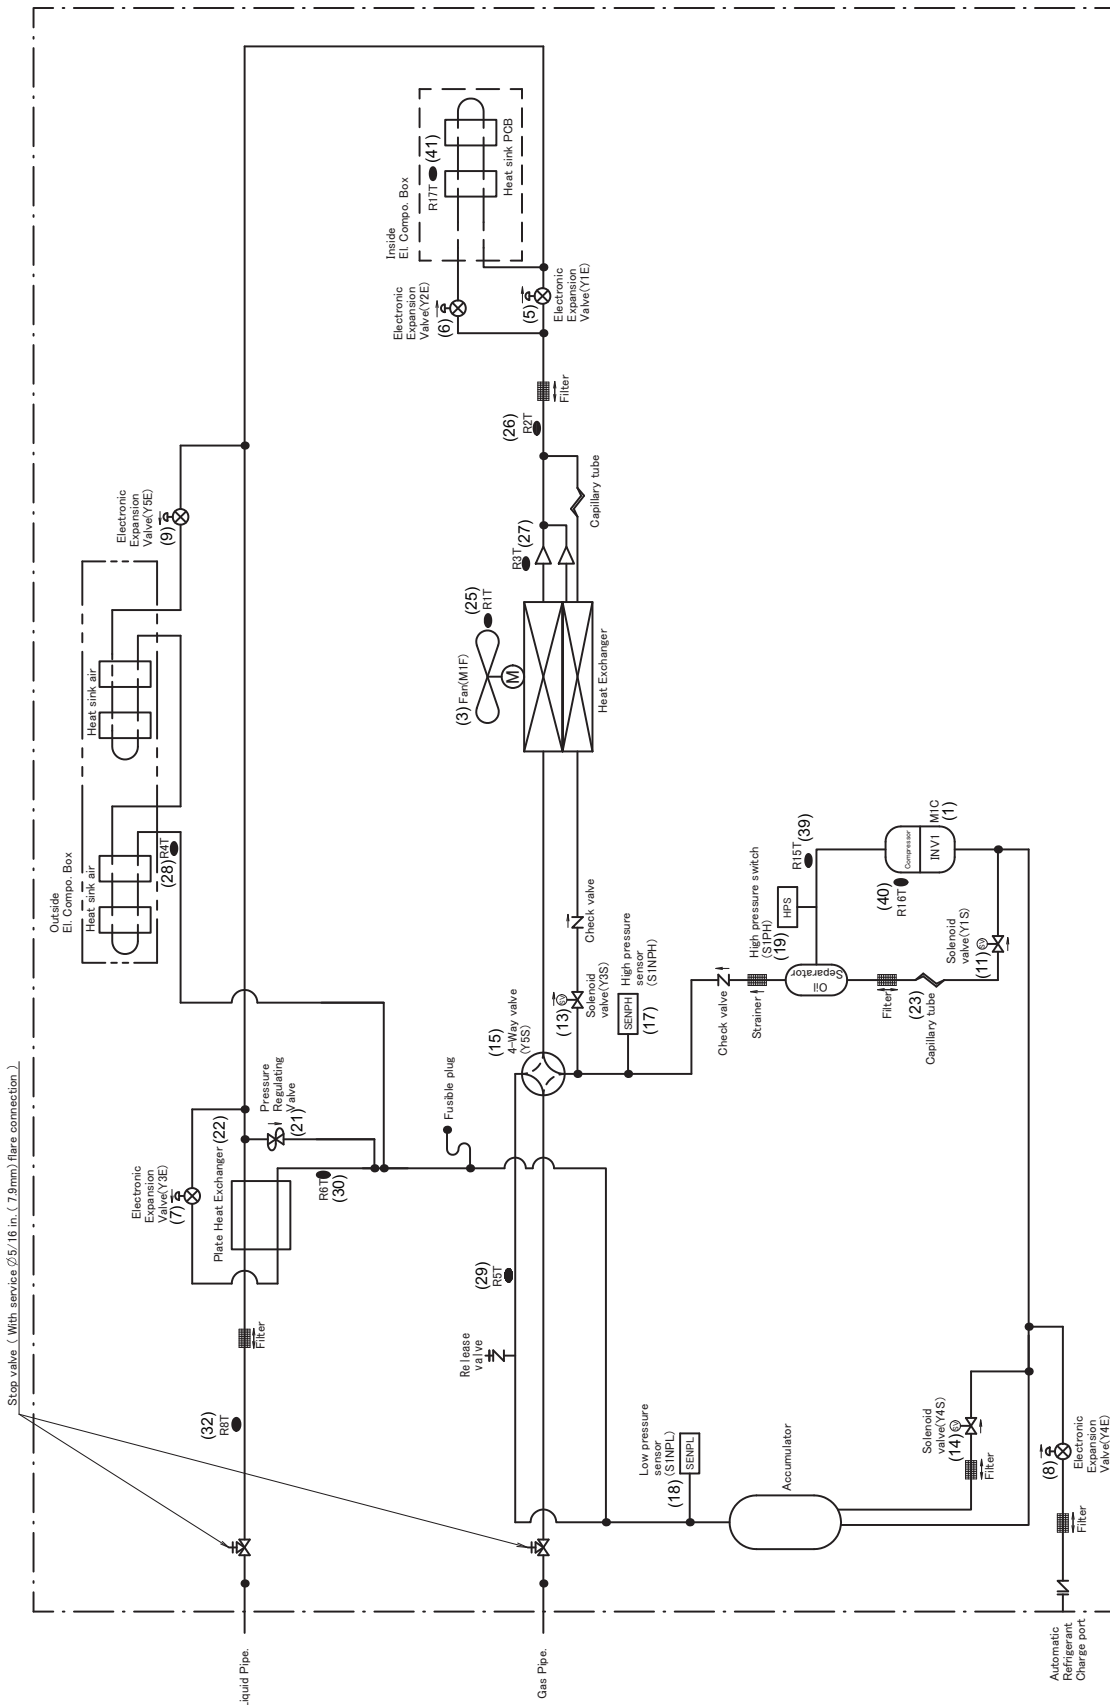 Stop valve ( With service ∅5/16 in. ( 7.9mm) flare connection )
Outside
El. Compo. Box
Heat sink air
Heat sink air
(28) R4T
Electronic
Expansion
Valve(Y5E)
(9)
Inside
El. Compo. Box
R17T
(41)
Heat sink PCB
Electronic
Expansion
Valve(Y2E)
(6)
(5)
Electronic
Expansion
Valve(Y1E)
Filter
(26)
R2T
Capillary tube
R3T
(27)
(25)
R1T
(3) Fan(M1F)
M
Heat Exchanger
Electronic
Expansion
Valve(Y3E)
(7)
Plate Heat Exchanger (22)
Pressure
Regulating
Valve
(21)
R6T
(30)
Fusible plug
(15)
4-Way valve
(Y5S)
(13)
SV
Solenoid
valve(Y3S)
Check valve
High pressure
sensor
(S1NPH)
SENPH
(17)
Check valve
Strainer
High pressure switch
(S1PH)
(19)
HPS
Oil
Separator
R15T
(39)
Compressor
INV1
M1C
(1)
(40)
R16T
Filter
(23)
Capillary tube
Solenoid
valve(Y1S)
(11)
SV
(29)
R5T
Release
valve
Filter
(32)
R8T
Low pressure
sensor
(S1NPL)
(18)
SENPL
Accumulator
Solenoid
valve(Y4S)
(14)
SV
Filter
(8)
Electronic
Expansion
Valve(Y4E)
Filter
Liquid Pipe.
Gas Pipe.
Automatic
Refrigerant
Charge port